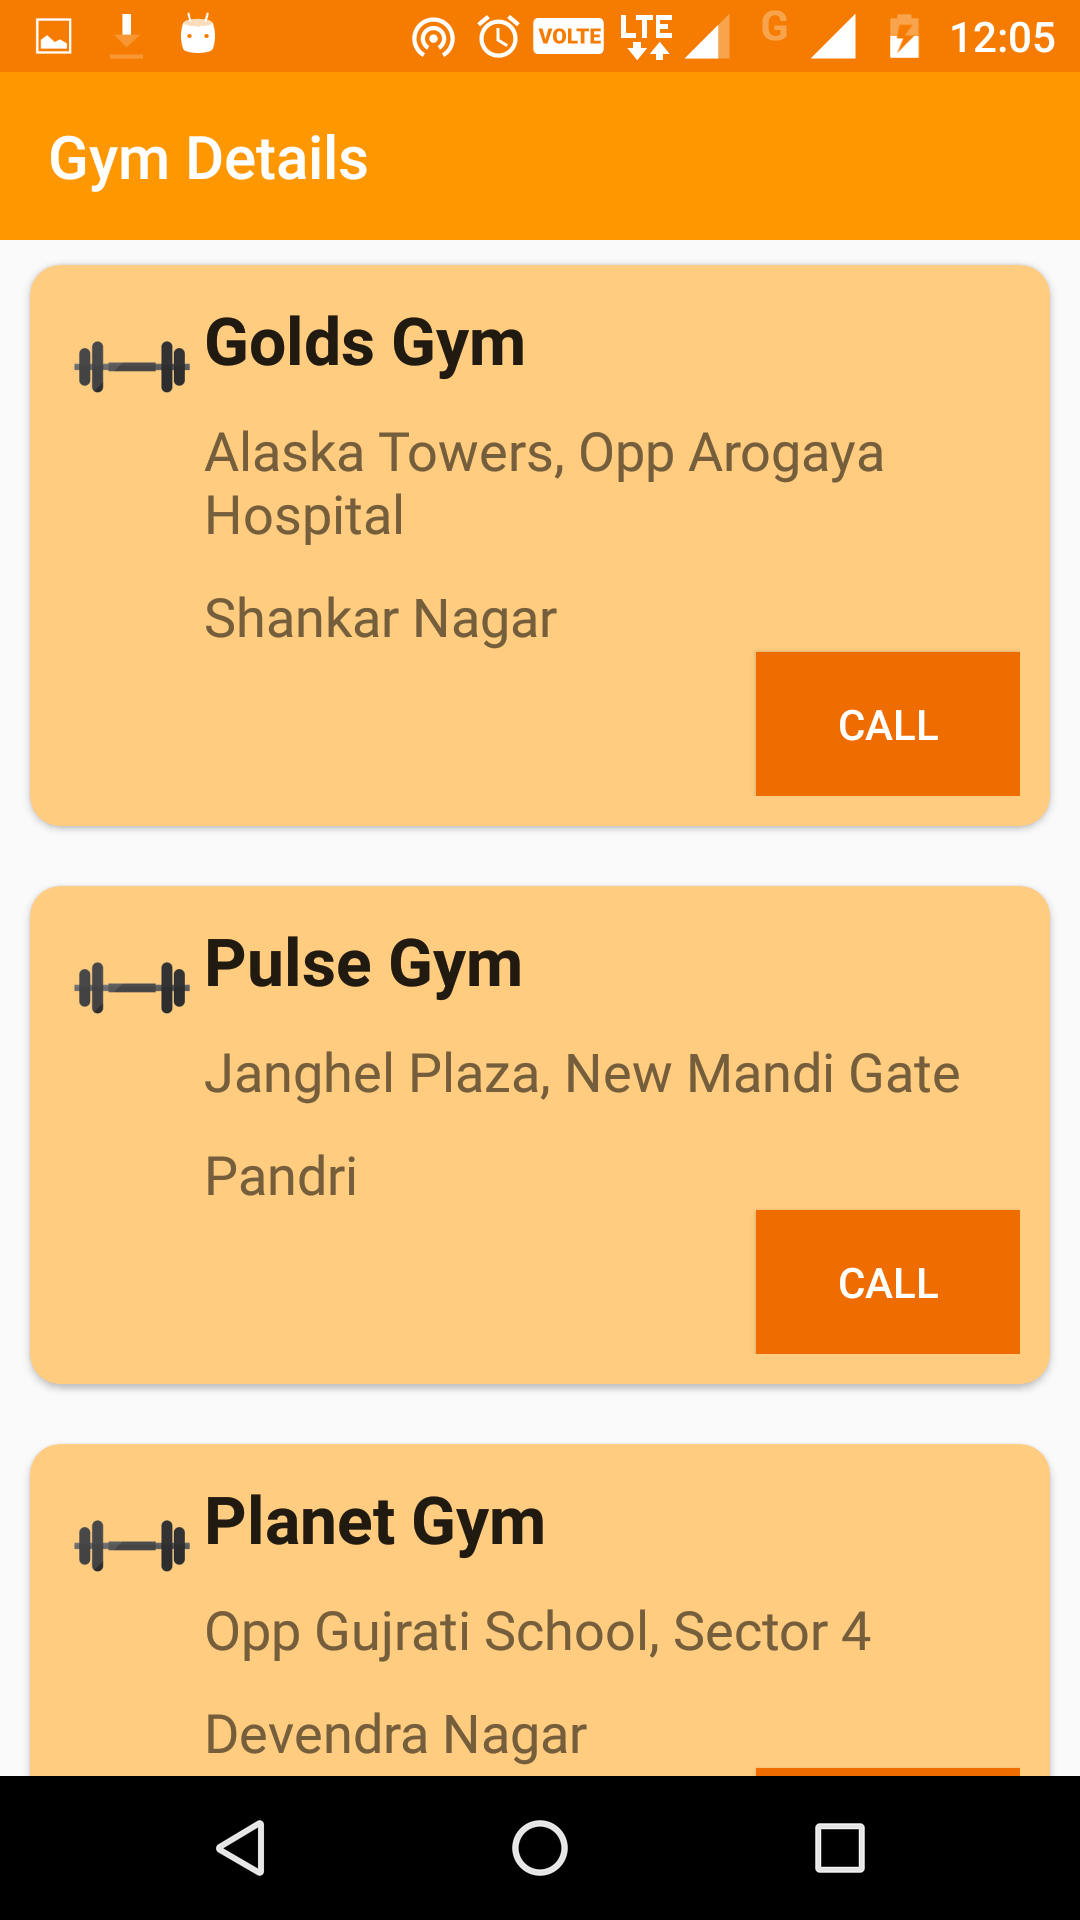 VOLTE LTE G 12:05
Gym Details
Golds Gym
Alaska Towers, Opp Arogaya
Hospital
Shankar Nagar
CALL
Pulse Gym
Janghel Plaza, New Mandi Gate
Pandri
CALL
Planet Gym
Opp Gujrati School, Sector 4
Devendra Nagar